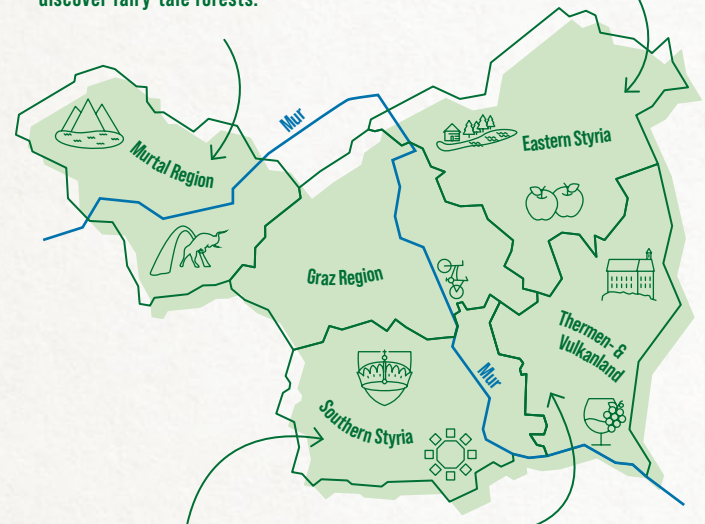 discover fairy-tale forests.
Mur
Eastern Styria
Murtal Region
Graz Region
Thermen- &
Vulkanland
Mur
Southern Styria